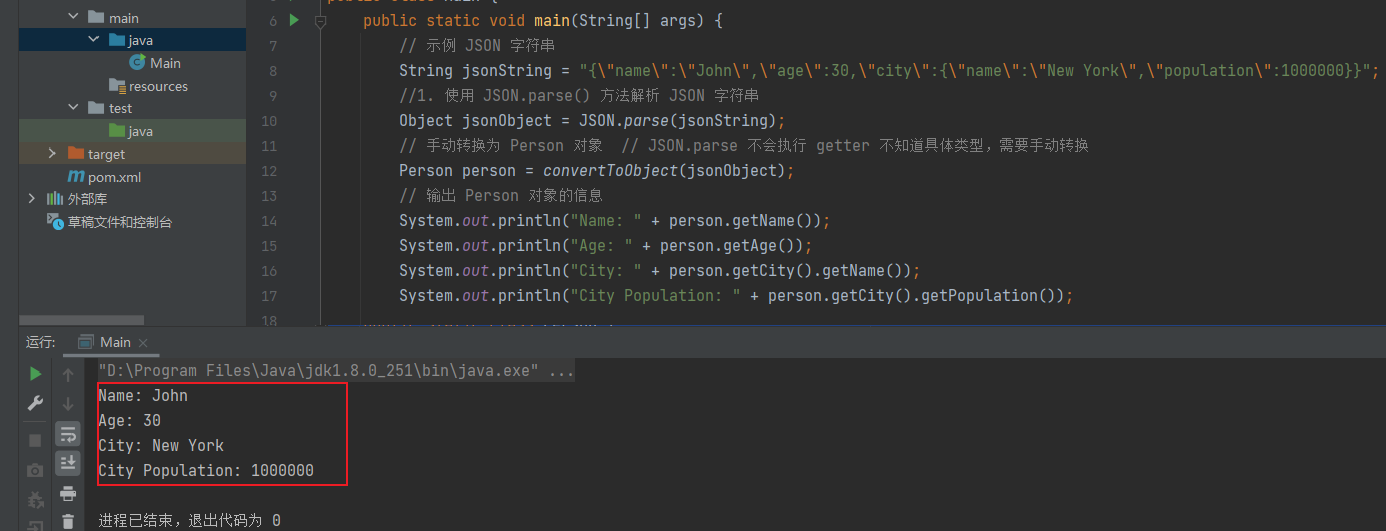 main
java
Main
resources
test
java
target
pom.xml
外部库
草稿文件和控制台
6 public static void main(String[] args) {
7 // 示例 JSON 字符串
8 String jsonString = "{\"name\":\"John\",\"age\":30,\"city\":{\"name\":\"New York\",\"population\":1000000}}";
9 //1. 使用 JSON.parse() 方法解析 JSON 字符串
10 Object jsonObject = JSON.parse(jsonString);
11 // 手动转换为 Person 对象  // JSON.parse 不会执行 getter 不知道具体类型，需要手动转换
12 Person person = convertToObject(jsonObject);
13 // 输出 Person 对象的信息
14 System.out.println("Name: " + person.getName());
15 System.out.println("Age: " + person.getAge());
16 System.out.println("City: " + person.getCity().getName());
17 System.out.println("City Population: " + person.getCity().getPopulation());
18
运行: Main
"D:\Program Files\Java\jdk1.8.0_251\bin\java.exe" ...
Name: John
Age: 30
City: New York
City Population: 1000000
进程已结束，退出代码为 0